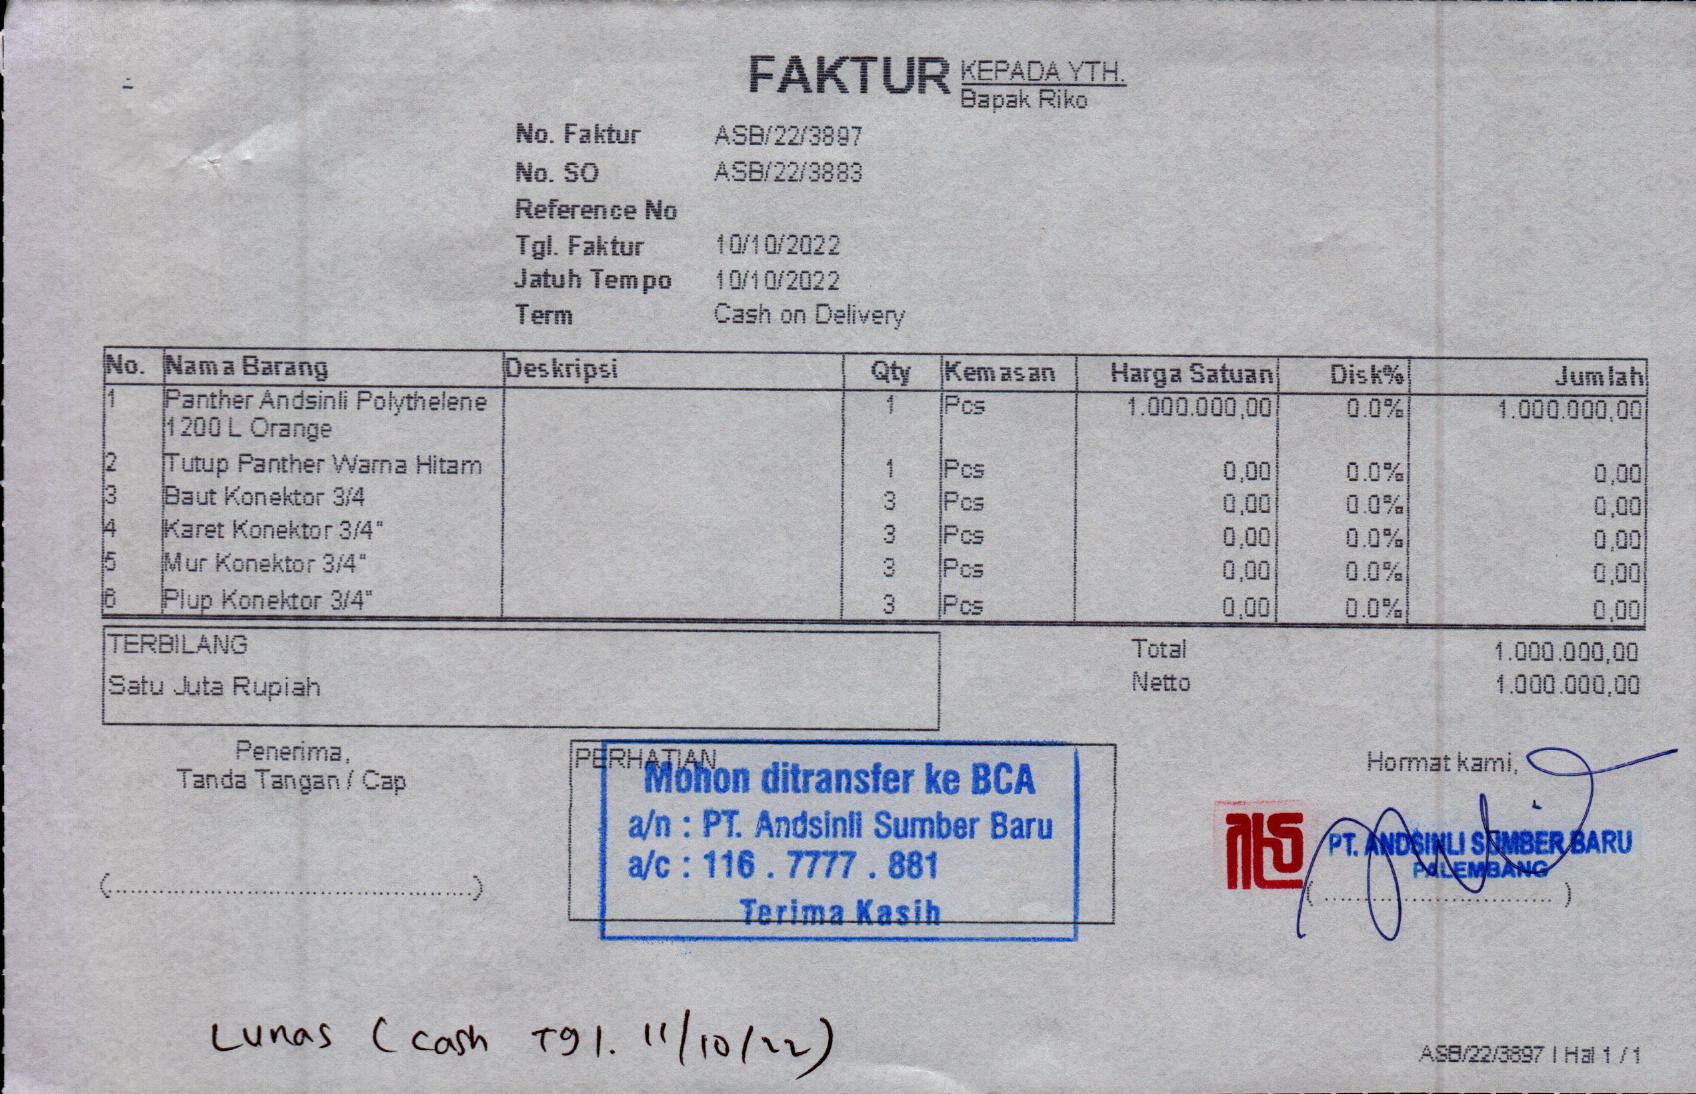 FAKTUR
KEPADA YTH.
Bapak Riko
No. Faktur ASB/22/3897
No. SO ASB/22/3883
Reference No
Tgl. Faktur 10/10/2022
Jatuh Tempo 10/10/2022
Term Cash on Delivery
No. Nama Barang Deskripsi Qty Kemasan Harga Satuan Disk% Jumlah
1 Panther Andsinli Polythelene 1 Pcs 1.000.000,00 0.0% 1.000.000,00
1200 L Orange
2 Tutup Panther Warna Hitam 1 Pcs 0,00 0.0% 0,00
3 Baut Konektor 3/4 3 Pcs 0,00 0.0% 0,00
4 Karet Konektor 3/4" 3 Pcs 0,00 0.0% 0,00
5 Mur Konektor 3/4" 3 Pcs 0,00 0.0% 0,00
6 Plup Konektor 3/4" 3 Pcs 0,00 0.0% 0,00
TERBILANG
Satu Juta Rupiah
Total 1.000.000,00
Netto 1.000.000,00
Penerima,
Tanda Tangan / Cap
(................................................)
PERHATIAN
Mohon ditransfer ke BCA
a/n : PT. Andsinli Sumber Baru
a/c : 116 . 7777 . 881
Terima Kasih
Hormat kami,
PT. ANDSINLI SUMBER BARU
PALEMBANG
(..............................)
Lunas (cash Tgl. 11/10/22)
ASB/22/3897 | Hal 1 / 1